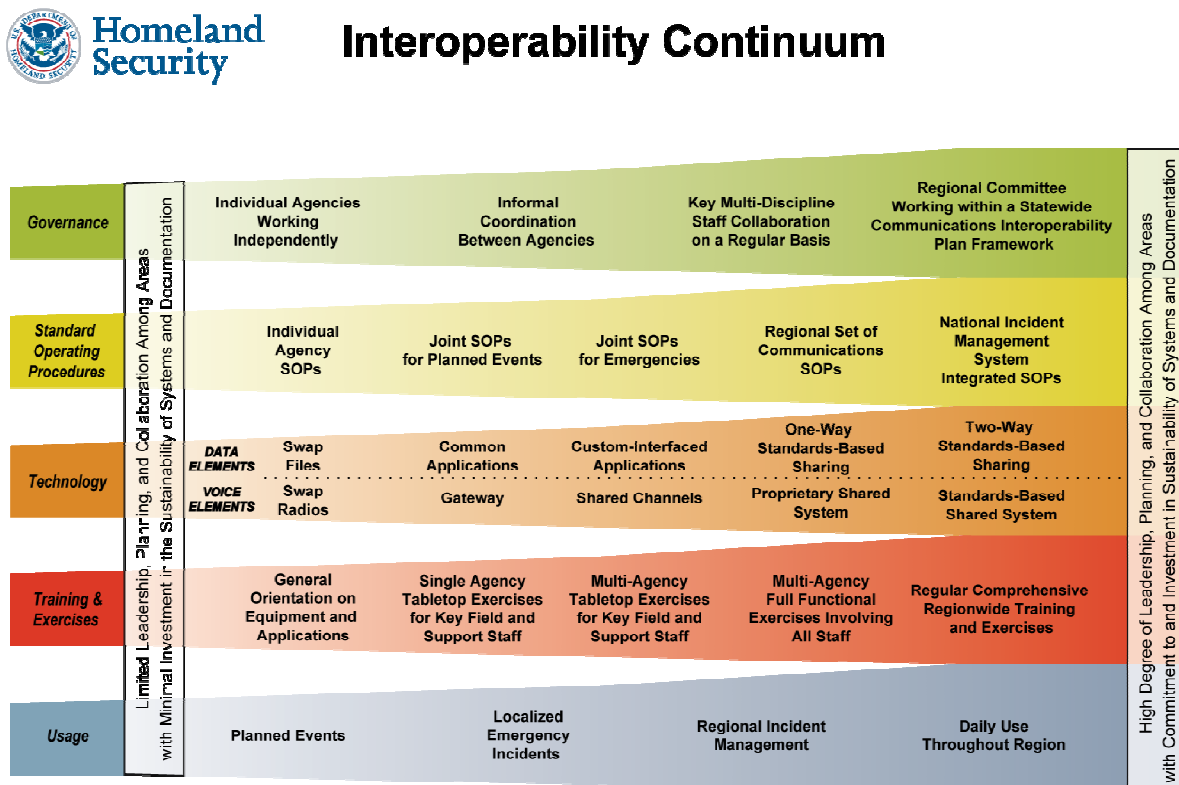 U.S. DEPARTMENT OF HOMELAND SECURITY
Homeland
Security
Interoperability Continuum
Limited Leadership, Planning, and Collaboration Among Areas
with Minimal Investment in the Sustainability of Systems and Documentation
High Degree of Leadership, Planning, and Collaboration Among Areas
with Commitment to and Investment in Sustainability of Systems and Documentation
Governance
Individual Agencies
Working
Independently
Informal
Coordination
Between Agencies
Key Multi-Discipline
Staff Collaboration
on a Regular Basis
Regional Committee
Working within a Statewide
Communications Interoperability
Plan Framework
Standard
Operating
Procedures
Individual
Agency
SOPs
Joint SOPs
for Planned Events
Joint SOPs
for Emergencies
Regional Set of
Communications
SOPs
National Incident
Management
System
Integrated SOPs
Technology
DATA
ELEMENTS
Swap
Files
Common
Applications
Custom-Interfaced
Applications
One-Way
Standards-Based
Sharing
Two-Way
Standards-Based
Sharing
VOICE
ELEMENTS
Swap
Radios
Gateway
Shared Channels
Proprietary Shared
System
Standards-Based
Shared System
Training &
Exercises
General
Orientation on
Equipment and
Applications
Single Agency
Tabletop Exercises
for Key Field and
Support Staff
Multi-Agency
Tabletop Exercises
for Key Field and
Support Staff
Multi-Agency
Full Functional
Exercises Involving
All Staff
Regular Comprehensive
Regionwide Training
and Exercises
Usage
Planned Events
Localized
Emergency
Incidents
Regional Incident
Management
Daily Use
Throughout Region